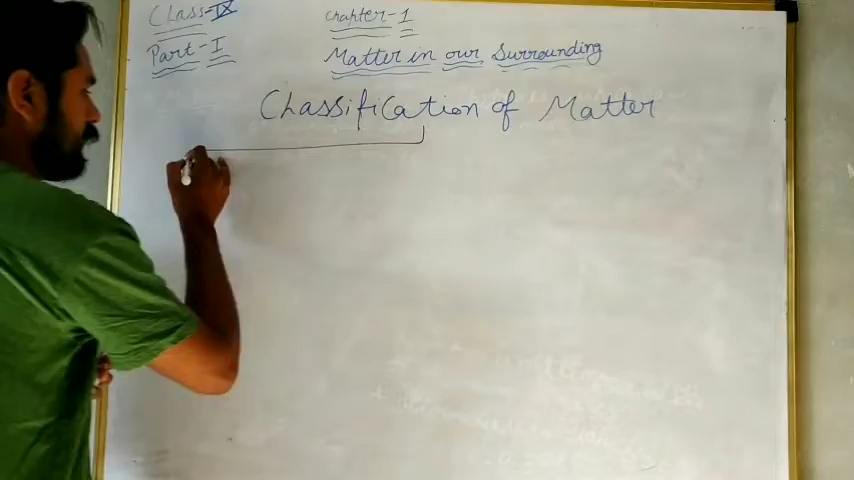 Class-IX
Chapter-1
Part-I
Matter in our Surrounding
Classification of Matter